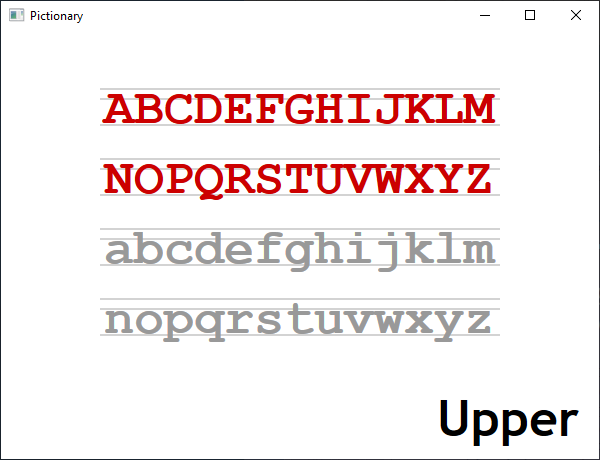 Pictionary
ABCDEFGHIJKLM
NOPQRSTUVWXYZ
abcdefghijklm
nopqrstuvwxyz
Upper